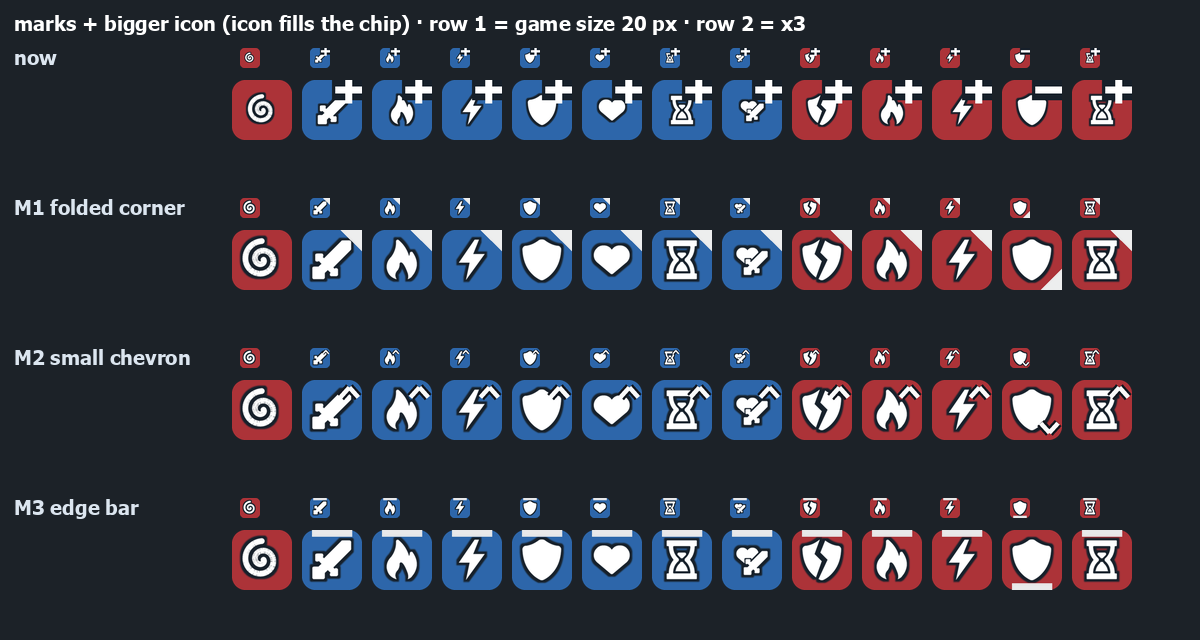 marks + bigger icon (icon fills the chip) · row 1 = game size 20 px · row 2 = x3
now
M1 folded corner
M2 small chevron
M3 edge bar